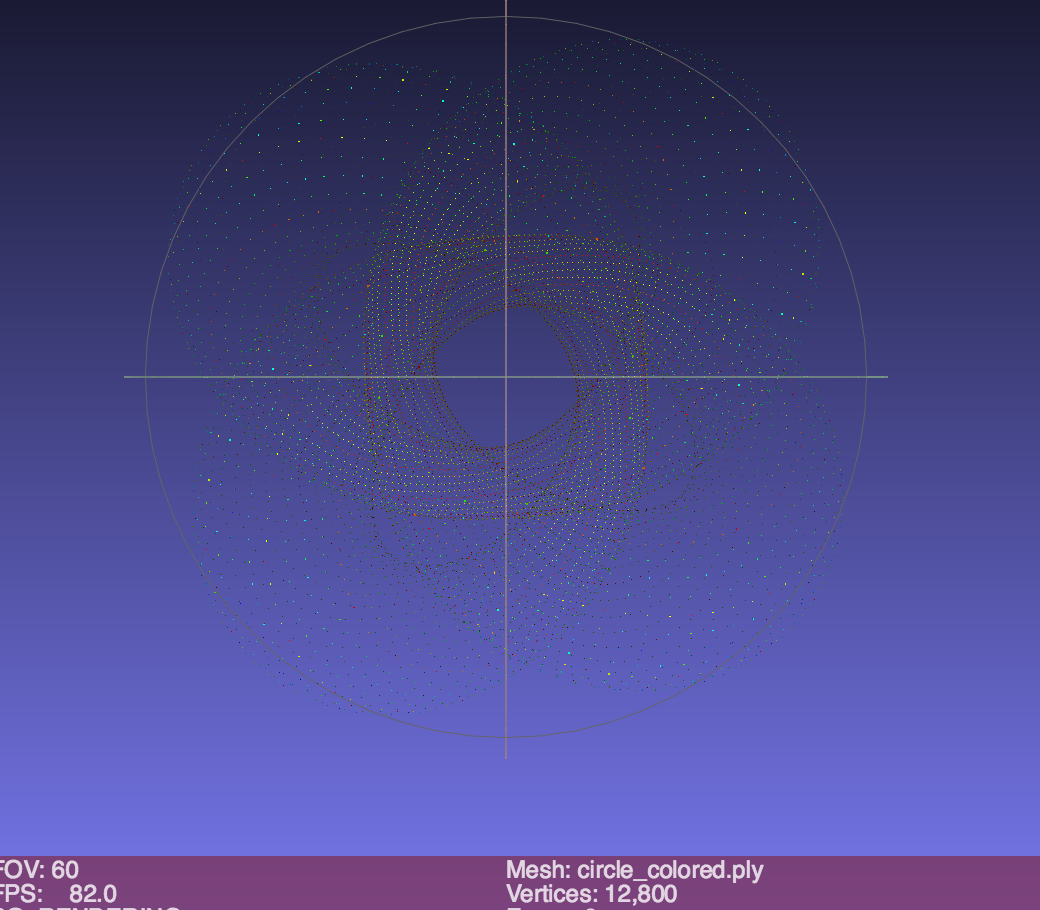 FOV: 60
FPS: 82.0
Mesh: circle_colored.ply
Vertices: 12,800